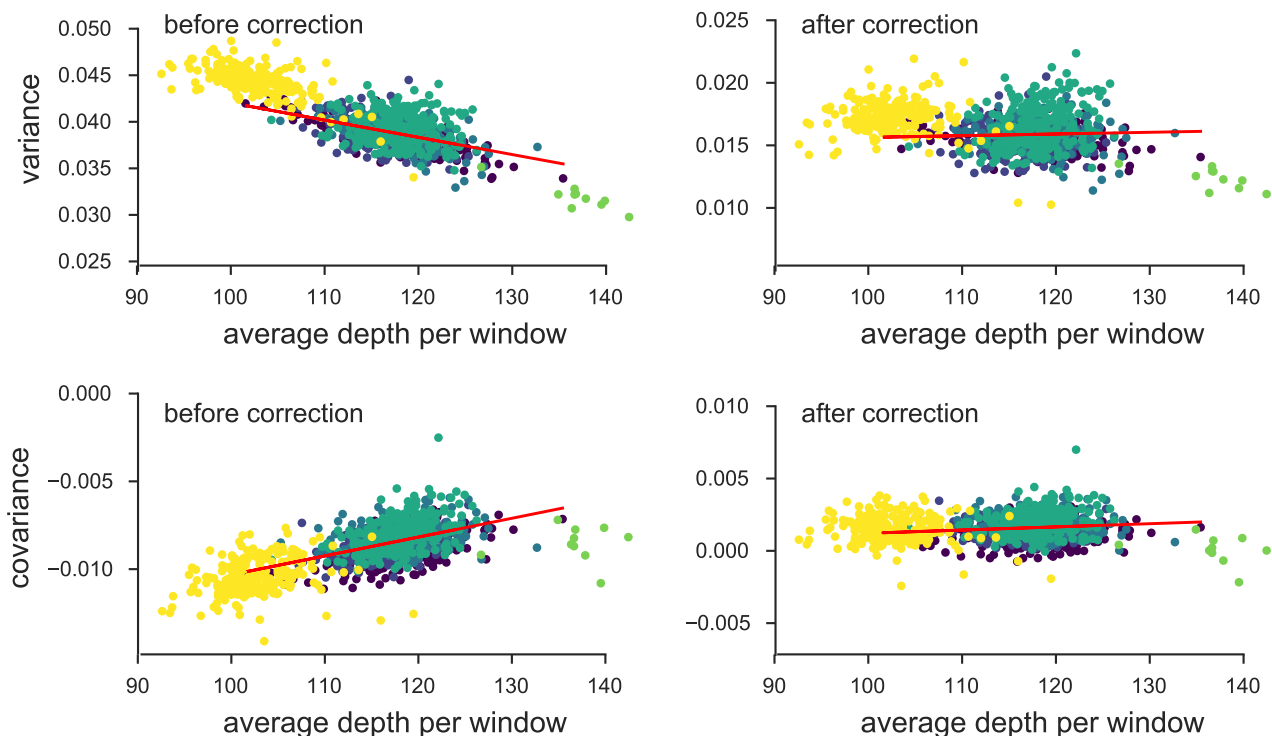 before correction
0.050
0.045
0.040
0.035
0.030
0.025
variance
90 100 110 120 130 140
average depth per window
after correction
0.025
0.020
0.015
0.010
90 100 110 120 130 140
average depth per window
before correction
0.000
−0.005
−0.010
covariance
90 100 110 120 130 140
average depth per window
after correction
0.010
0.005
0.000
−0.005
90 100 110 120 130 140
average depth per window